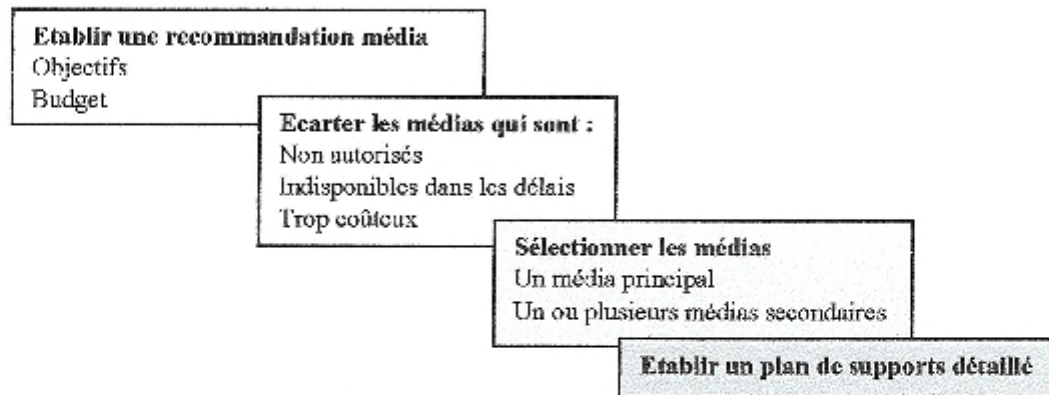 Etablir une recommandation média
Objectifs
Budget
Ecarter les médias qui sont :
Non autorisés
Indisponibles dans les délais
Trop coûteux
Sélectionner les médias
Un média principal
Un ou plusieurs médias secondaires
Etablir un plan de supports détaillé